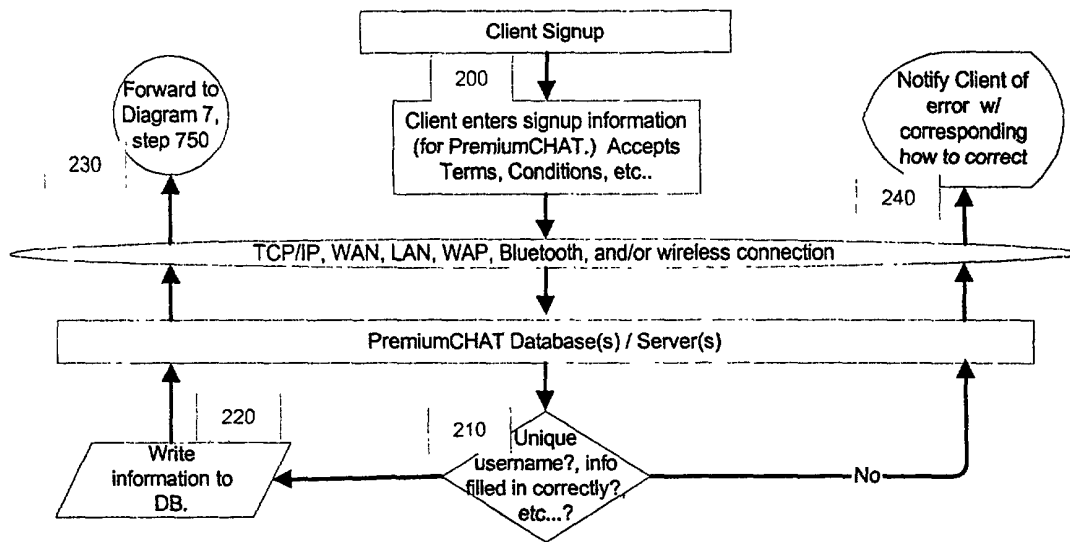 Client Signup
200
Client enters signup information
(for PremiumCHAT.) Accepts
Terms, Conditions, etc..
Forward to
Diagram 7,
step 750
230
Notify Client of
error w/
corresponding
how to correct
240
TCP/IP, WAN, LAN, WAP, Bluetooth, and/or wireless connection
PremiumCHAT Database(s) / Server(s)
220
Write
information to
DB.
210
Unique
username?, info
filled in correctly?,
etc...?
No